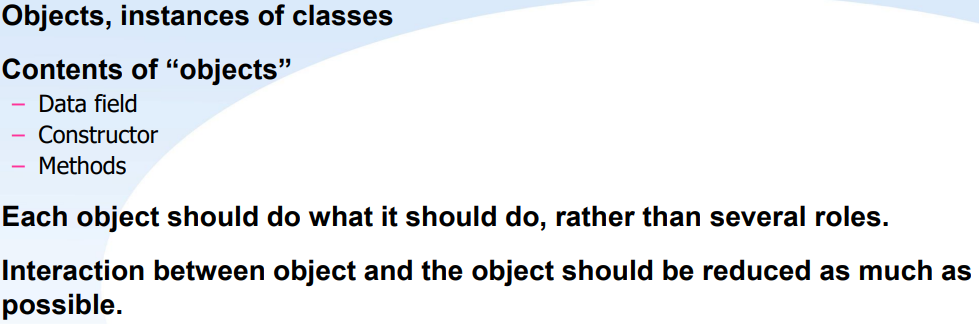 Objects, instances of classes
Contents of “objects”
– Data field
– Constructor
– Methods
Each object should do what it should do, rather than several roles.
Interaction between object and the object should be reduced as much as
possible.